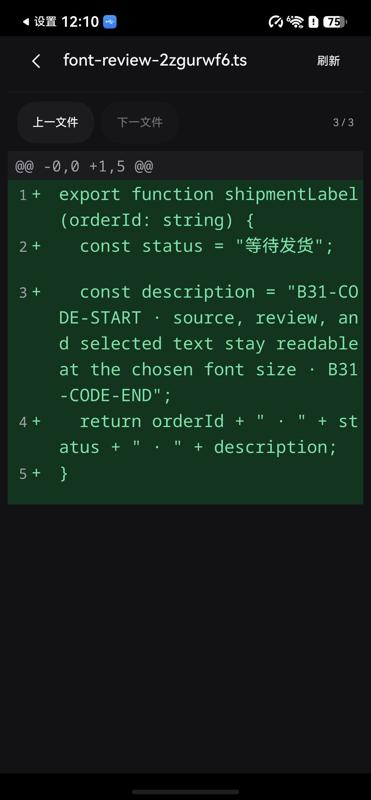 设置 12:10 75
font-review-2zgurwf6.ts 刷新
上一文件 下一文件 3 / 3
@@ -0,0 +1,5 @@
1 + export function shipmentLabel
(orderId: string) {
2 + const status = "等待发货";
3 + const description = "B31-CO
DE-START · source, review, an
d selected text stay readable
at the chosen font size · B31
-CODE-END";
4 + return orderId + " · " + st
atus + " · " + description;
5 + }